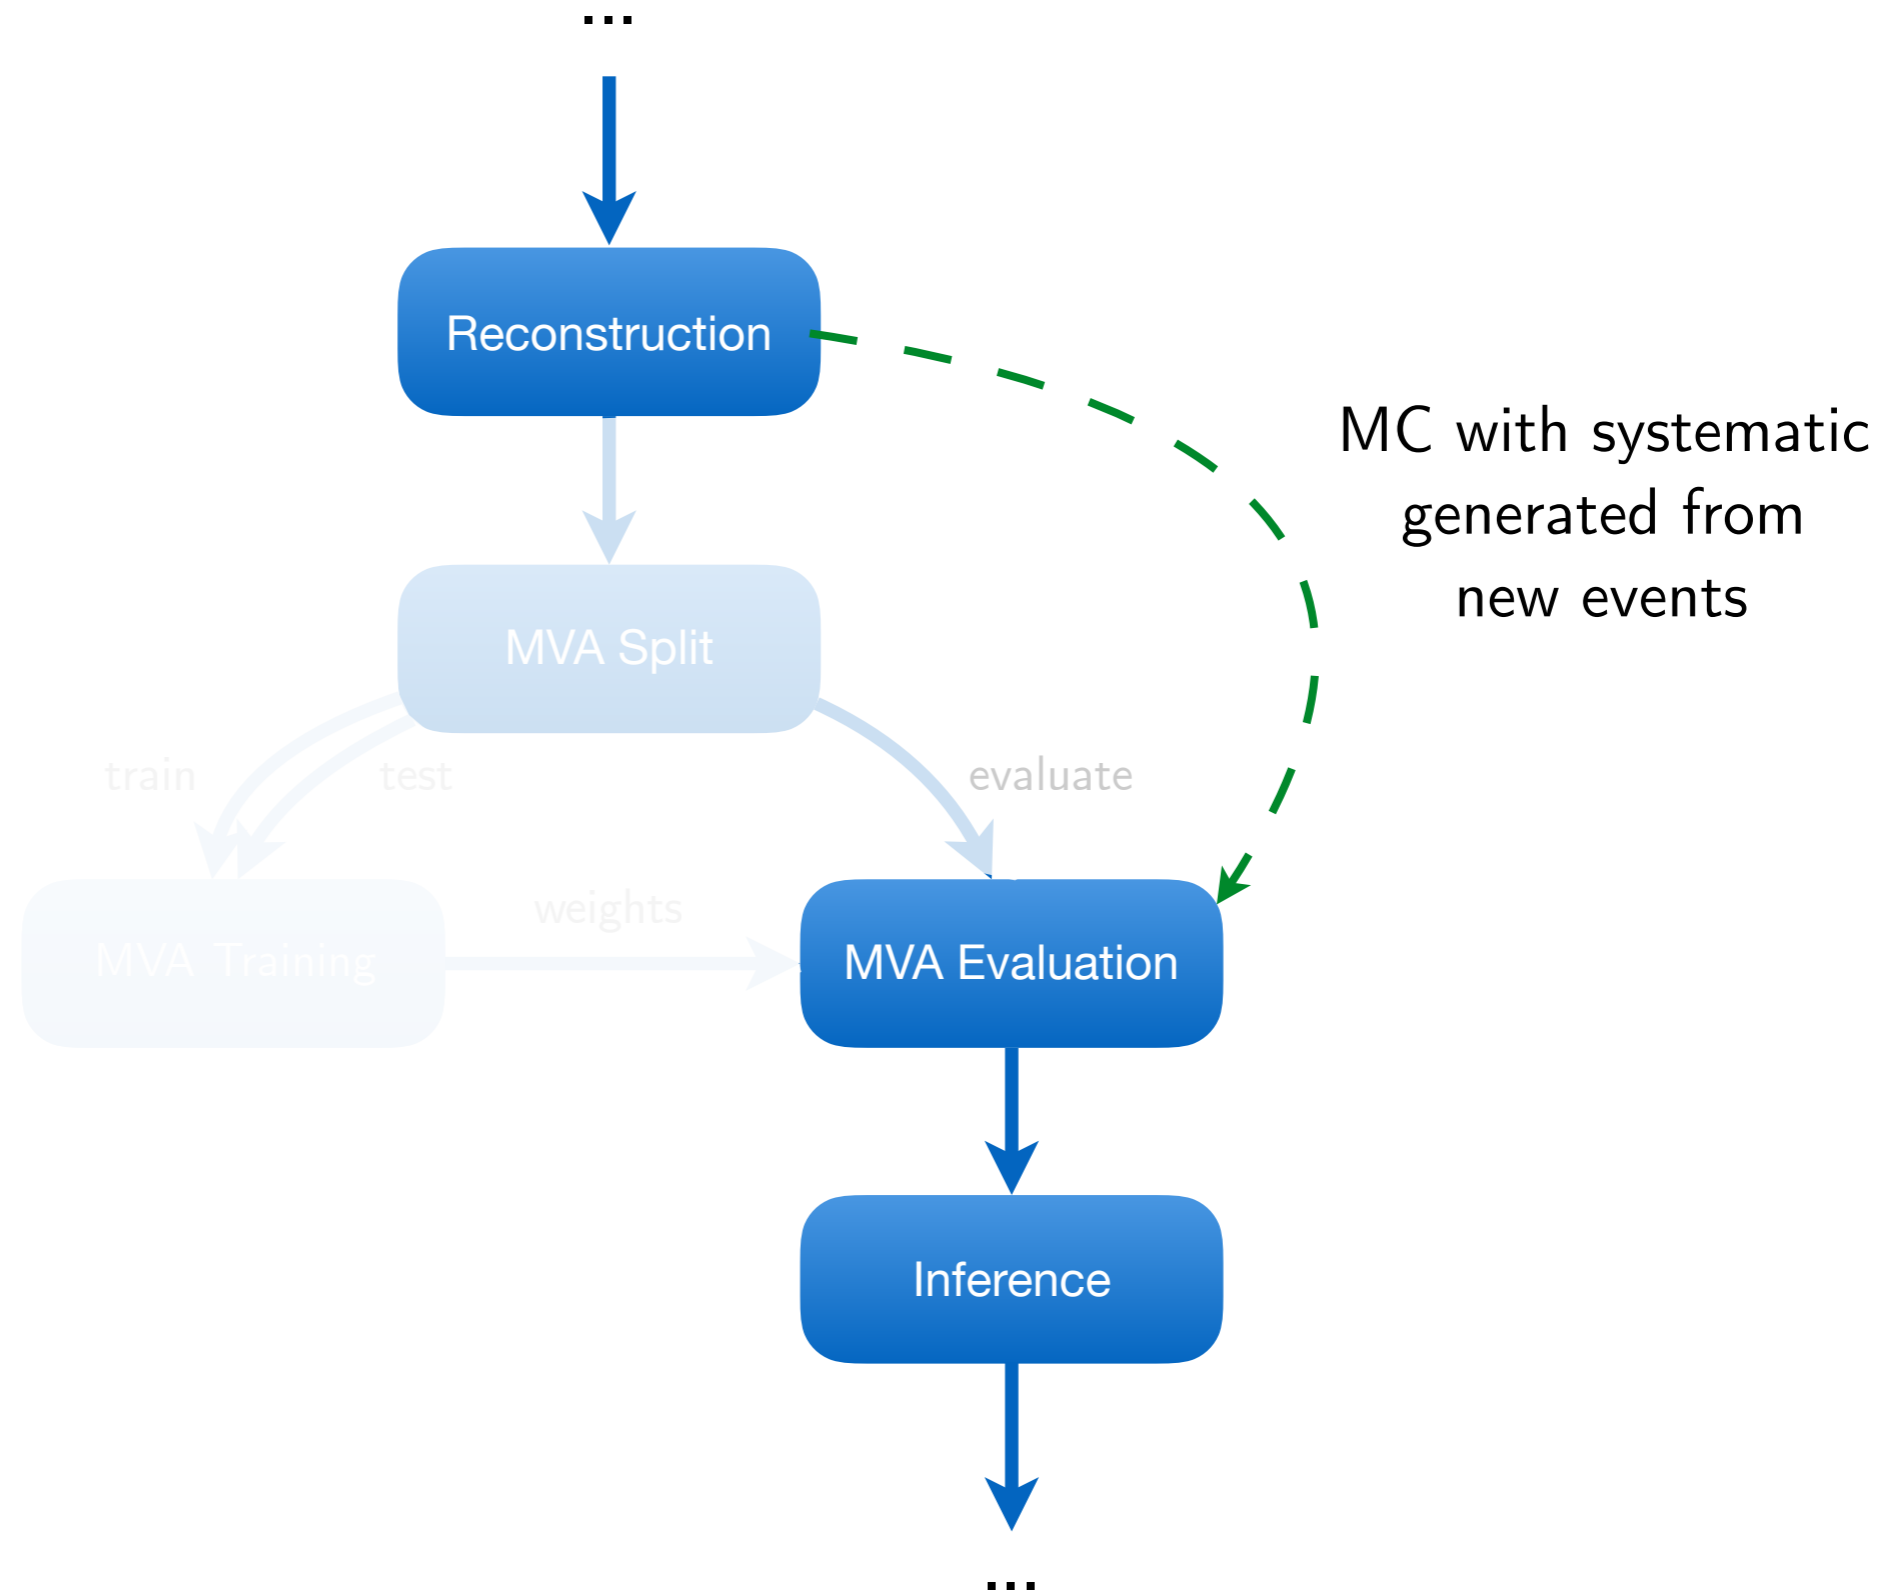 ...
Reconstruction
MC with systematic
generated from
new events
MVA Split
train
test
evaluate
weights
MVA Training
MVA Evaluation
Inference
...